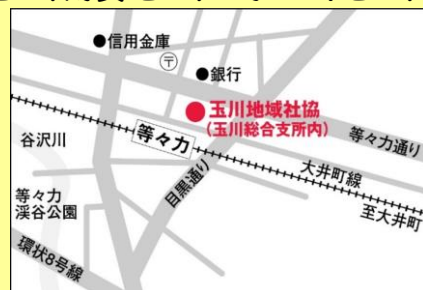 ●信用金庫
〒
●銀行
●玉川地域社協
(玉川総合支所内)
等々力
等々力通り
谷沢川
大井町線
目黒通り
至大井町
等々力
渓谷公園
環状8号線